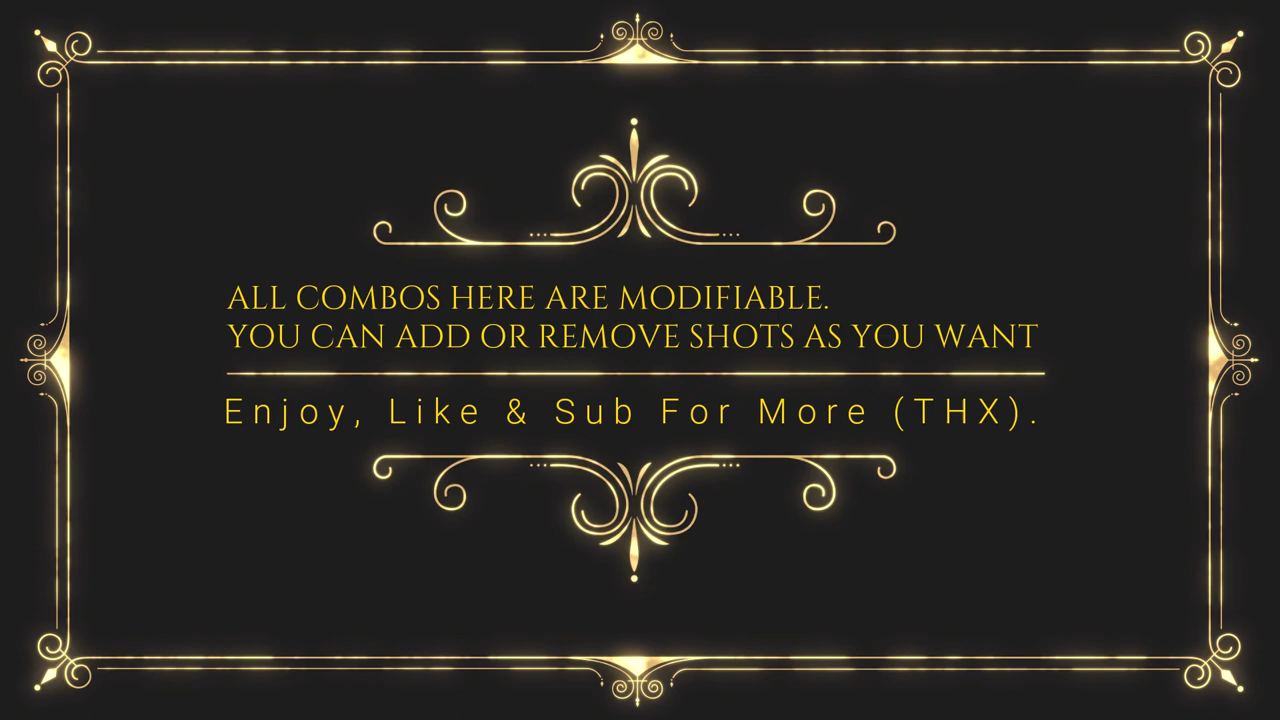 ALL COMBOS HERE ARE MODIFIABLE.
YOU CAN ADD OR REMOVE SHOTS AS YOU WANT
Enjoy, Like & Sub For More (THX).